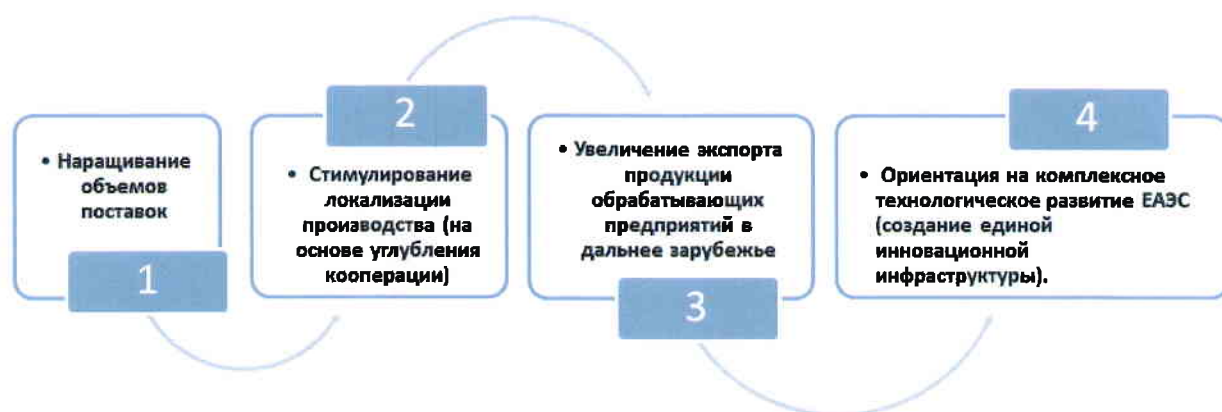 1
• Наращивание
объемов
поставок
2
• Стимулирование
локализации
производства (на
основе углубления
кооперации)
3
• Увеличение экспорта
продукции
обрабатывающих
предприятий в
дальнее зарубежье
4
• Ориентация на комплексное
технологическое развитие ЕАЭС
(создание единой
инновационной
инфраструктуры).